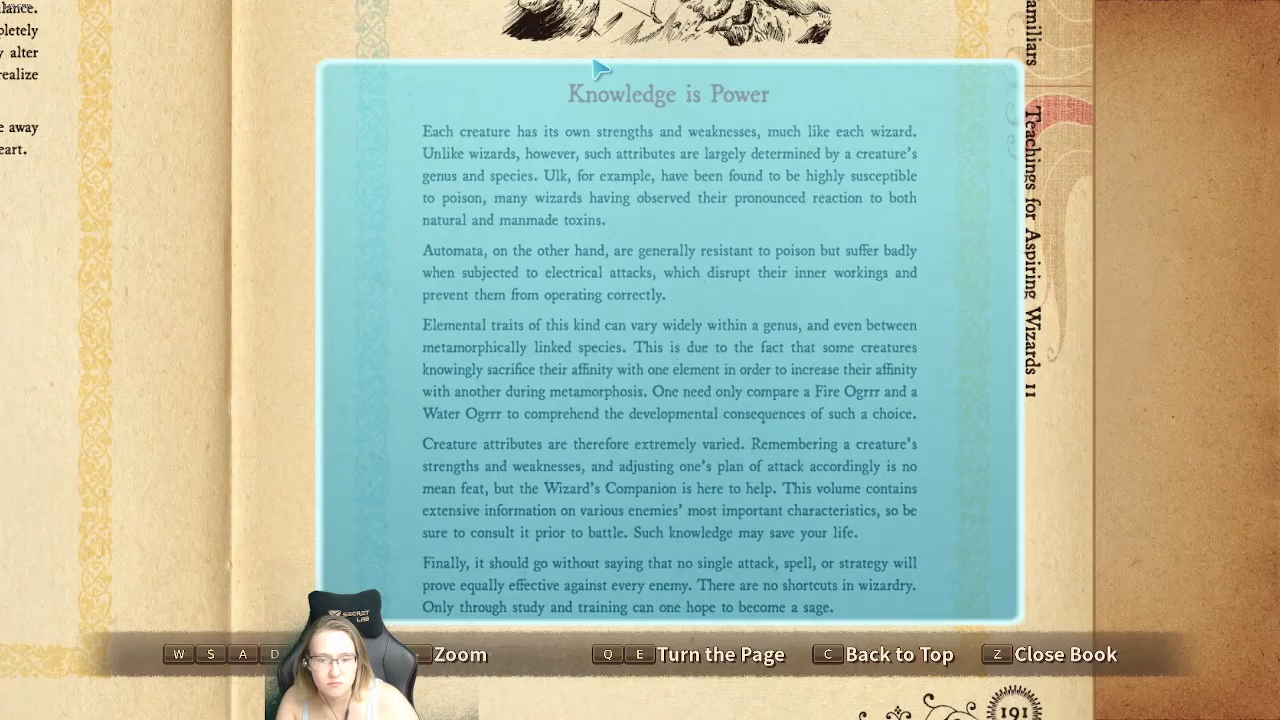 alance.
pletely
y alter
realize
e away
eart.
Knowledge is Power
Each creature has its own strengths and weaknesses, much like each wizard.
Unlike wizards, however, such attributes are largely determined by a creature's
genus and species. Ulk, for example, have been found to be highly susceptible
to poison, many wizards having observed their pronounced reaction to both
natural and manmade toxins.
Automata, on the other hand, are generally resistant to poison but suffer badly
when subjected to electrical attacks, which disrupt their inner workings and
prevent them from operating correctly.
Elemental traits of this kind can vary widely within a genus, and even between
metamorphically linked species. This is due to the fact that some creatures
knowingly sacrifice their affinity with one element in order to increase their affinity
with another during metamorphosis. One need only compare a Fire Ogrrr and a
Water Ogrrr to comprehend the developmental consequences of such a choice.
Creature attributes are therefore extremely varied. Remembering a creature's
strengths and weaknesses, and adjusting one's plan of attack accordingly is no
mean feat, but the Wizard's Companion is here to help. This volume contains
extensive information on various enemies' most important characteristics, so be
sure to consult it prior to battle. Such knowledge may save your life.
Finally, it should go without saying that no single attack, spell, or strategy will
prove equally effective against every enemy. There are no shortcuts in wizardry.
Only through study and training can one hope to become a sage.
amiliars
Teachings for Aspiring Wizards II
W S A D Zoom Q E Turn the Page C Back to Top Z Close Book
SECRET
LAB
191